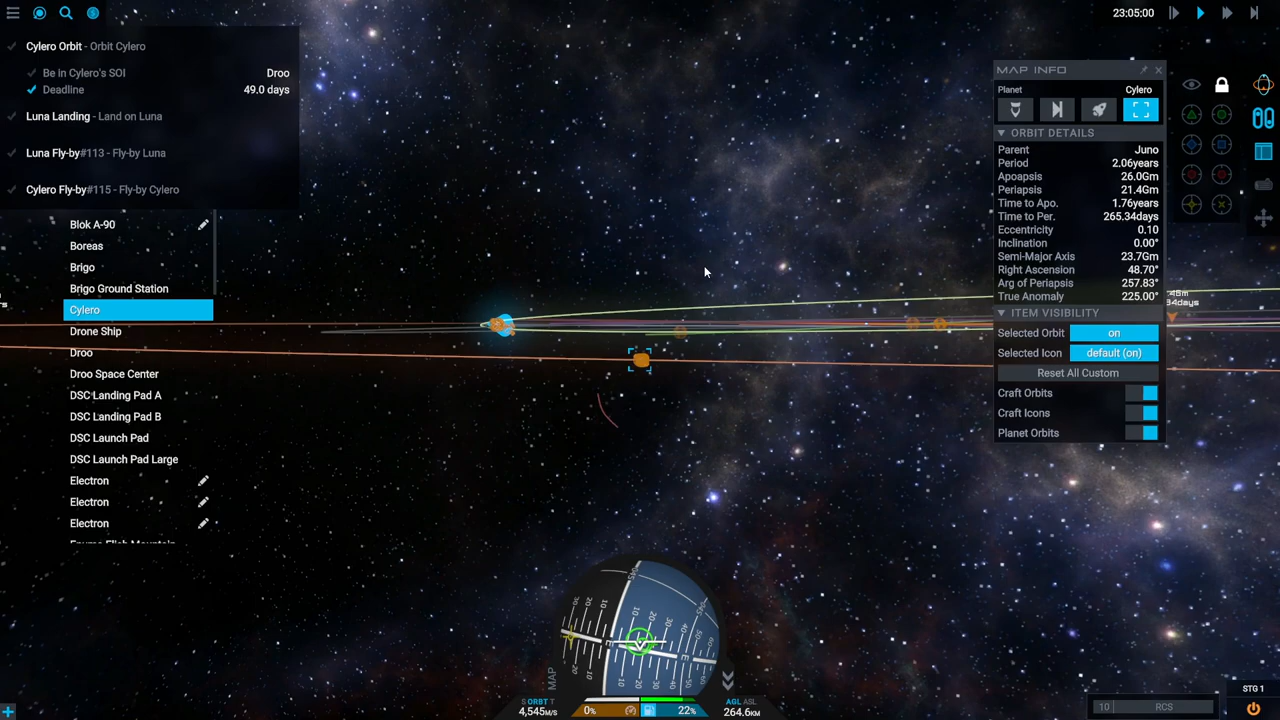 23:05:00
Cylero Orbit - Orbit Cylero
Be in Cylero's SOI Droo
Deadline 49.0 days
Luna Landing - Land on Luna
Luna Fly-by#113 - Fly-by Luna
Cylero Fly-by#115 - Fly-by Cylero
Blok A-90
Boreas
Brigo
Brigo Ground Station
Cylero
Drone Ship
Droo
Droo Space Center
DSC Landing Pad A
DSC Landing Pad B
DSC Launch Pad
DSC Launch Pad Large
Electron
Electron
Electron
MAP INFO
Planet Cylero
ORBIT DETAILS
Parent Juno
Period 2.06years
Apoapsis 26.0Gm
Periapsis 21.4Gm
Time to Apo. 1.76years
Time to Per. 265.34days
Eccentricity 0.10
Inclination 0.00°
Semi-Major Axis 23.7Gm
Right Ascension 48.70°
Arg of Periapsis 257.83°
True Anomaly 225.00°
ITEM VISIBILITY
Selected Orbit on
Selected Icon default (on)
Reset All Custom
Craft Orbits
Craft Icons
Planet Orbits
MAP
S ORBIT T
4,545M/S
0%
22%
AGL ASL
264.6KM
10 RCS
STG 1